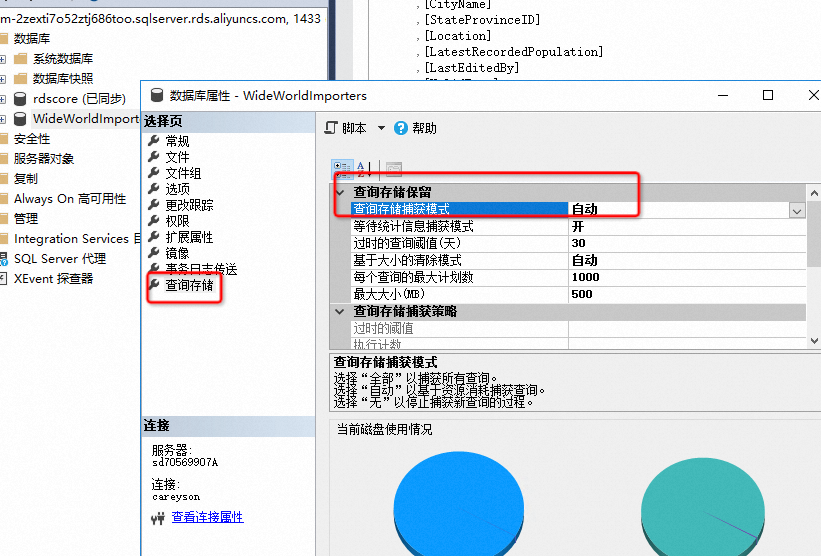 m-2zexti7o52ztj686too.sqlserver.rds.aliyuncs.com, 1433
数据库
系统数据库
数据库快照
rdscore (已同步)
WideWorldImport
安全性
服务器对象
复制
Always On 高可用性
管理
Integration Services
SQL Server 代理
XEvent 探查器
,[CityName]
,[StateProvinceID]
,[Location]
,[LatestRecordedPopulation]
,[LastEditedBy]
数据库属性 - WideWorldImporters
选择页
常规
文件
文件组
选项
更改跟踪
权限
扩展属性
镜像
事务日志传送
查询存储
脚本
帮助
查询存储保留
查询存储捕获模式 自动
等待统计信息捕获模式 开
过时的查询阈值(天) 30
基于大小的清除模式 自动
每个查询的最大计划数 1000
最大大小(MB) 500
查询存储捕获策略
过时的阈值
执行计数
查询存储捕获模式
选择“全部”以捕获所有查询。
选择“自动”以基于资源消耗捕获查询。
选择“无”以停止捕获新查询的过程。
当前磁盘使用情况
连接
服务器:
sd70569907A
连接:
careyson
查看连接属性